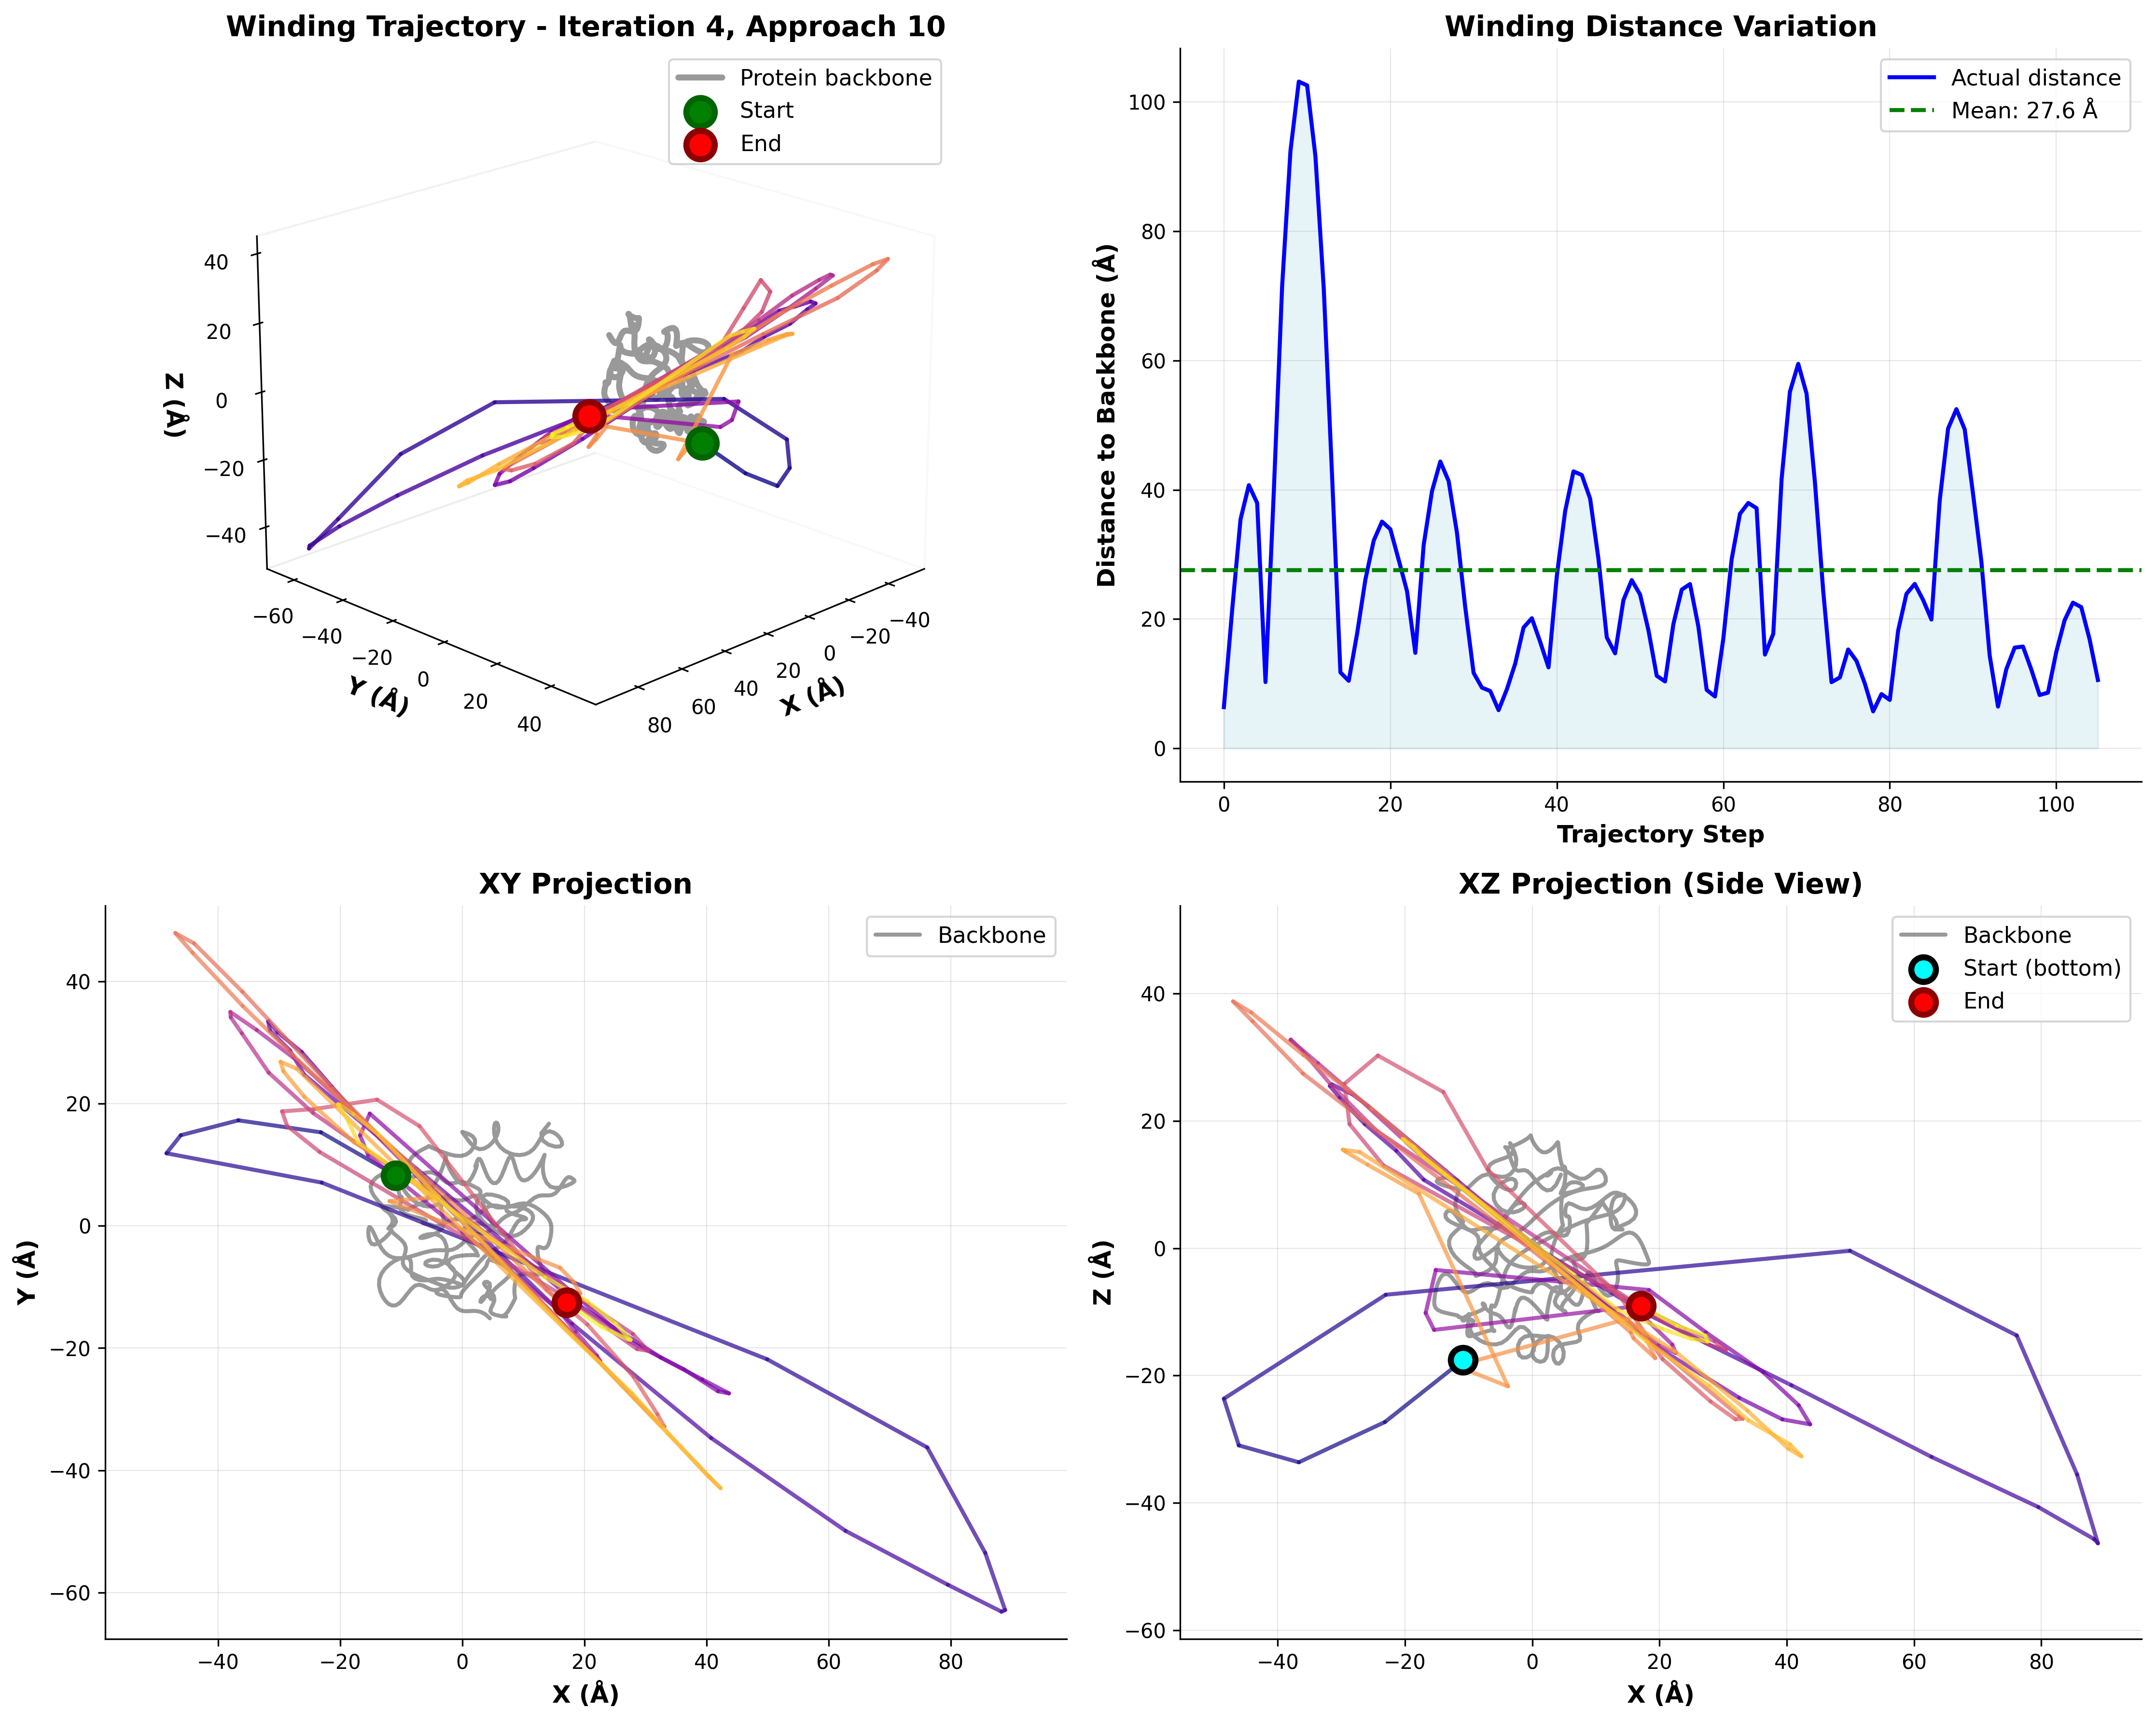 Winding Trajectory - Iteration 4, Approach 10
Protein backbone
Start
End
40
20
0
−20
−40
Z (Å)
−60
−40
−20
0
20
40
Y (Å)
80
60
40
20
0
−20
−40
X (Å)
Winding Distance Variation
Actual distance
Mean: 27.6 Å
100
80
60
40
20
0
Distance to Backbone (Å)
0
20
40
60
80
100
Trajectory Step
XY Projection
Backbone
40
20
0
−20
−40
−60
Y (Å)
−40
−20
0
20
40
60
80
X (Å)
XZ Projection (Side View)
Backbone
Start (bottom)
End
40
20
0
−20
−40
−60
Z (Å)
−40
−20
0
20
40
60
80
X (Å)